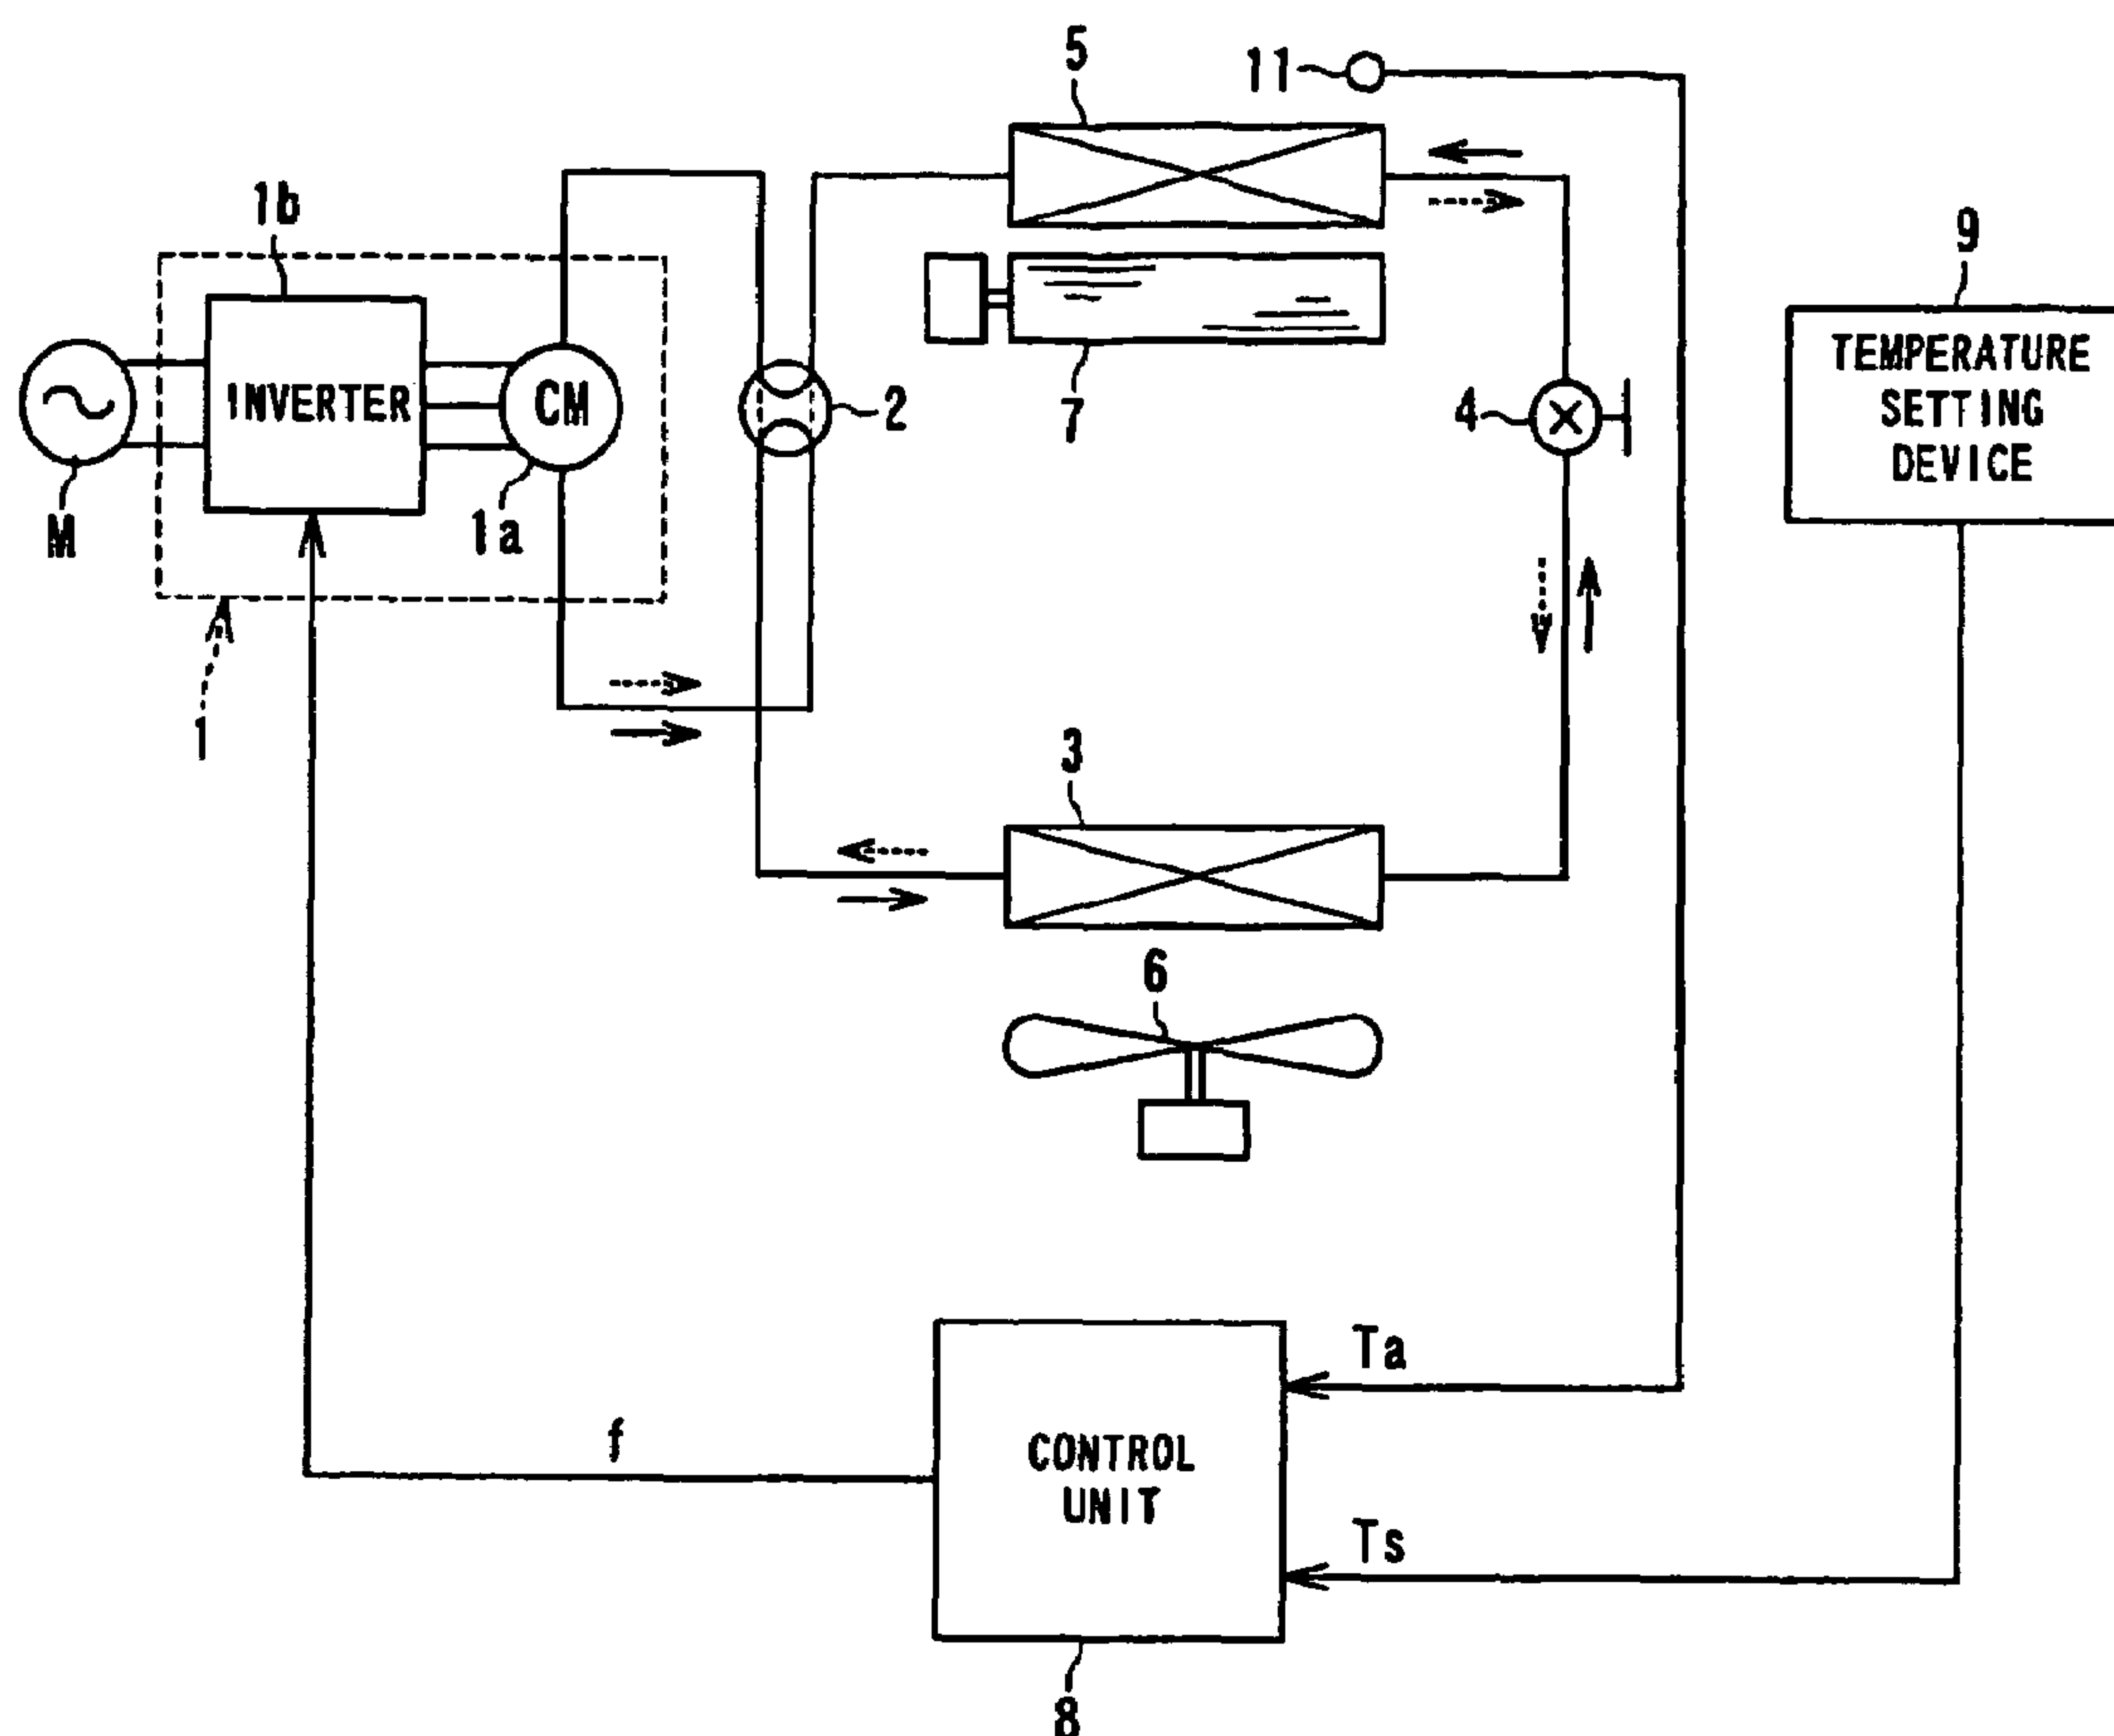 5
11
1b
9
TEMPERATURE
SETTING
DEVICE
INVERTER
CM
2
7
4
M
1a
1
3
6
Ta
f
CONTROL
UNIT
Ts
8